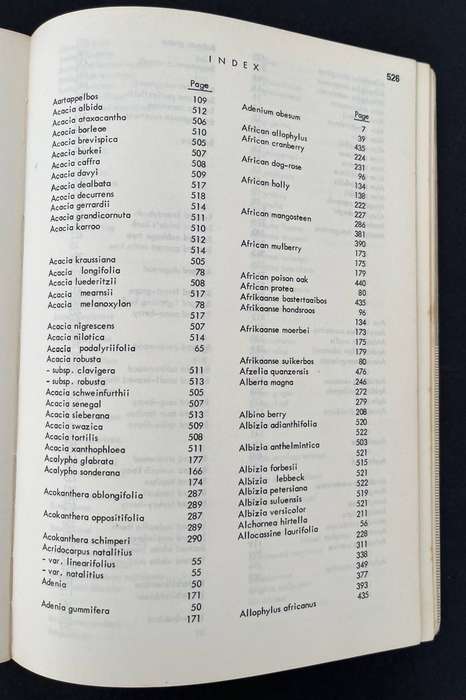 INDEX
526
Page
Aartappelbos 109
Acacia albida 512
Acacia ataxacantha 506
Acacia borleae 510
Acacia brevispica 505
Acacia burkei 507
Acacia caffra 508
Acacia davyi 509
Acacia dealbata 517
Acacia decurrens 518
Acacia gerrardii 514
Acacia grandicornuta 511
Acacia karroo 510
512
514
Acacia kraussiana 505
Acacia longifolia 78
Acacia luederitzii 508
Acacia mearnsii 517
Acacia melanoxylon 78
517
Acacia nigrescens 507
Acacia nilotica 514
Acacia podalyriifolia 65
Acacia robusta
- subsp. clavigera 511
- subsp. robusta 513
Acacia schweinfurthii 505
Acacia senegal 507
Acacia sieberana 513
Acacia swazica 509
Acacia tortilis 508
Acacia xanthophloea 511
Acalypha glabrata 177
Acalypha sonderana 166
174
Acokanthera oblongifolia 287
289
Acokanthera oppositifolia 287
289
Acokanthera schimperi 290
Acridocarpus natalitius
- var. linearifolius 55
- var. natalitius 55
Adenia 50
171
Adenia gummifera 50
171
Page
Adenium obesum 7
African allophylus 39
African cranberry 435
224
African dog-rose 231
96
African holly 134
138
222
African mangosteen 227
286
381
African mulberry 390
173
175
179
African poison oak 440
African protea 80
Afrikaanse bastertaaibos 435
Afrikaanse hondsroos 96
134
Afrikaanse moerbei 173
175
179
Afrikaanse suikerbos 80
Afzelia quanzensis 476
Alberta magna 246
272
279
Albino berry 208
Albizia adianthifolia 520
522
Albizia anthelmintica 503
521
Albizia forbesii 515
521
Albizia lebbeck 522
Albizia petersiana 519
Albizia suluensis 521
Albizia versicolor 211
Alchornea hirtella 56
Allocassine laurifolia 228
311
338
349
377
393
435
Allophylus africanus